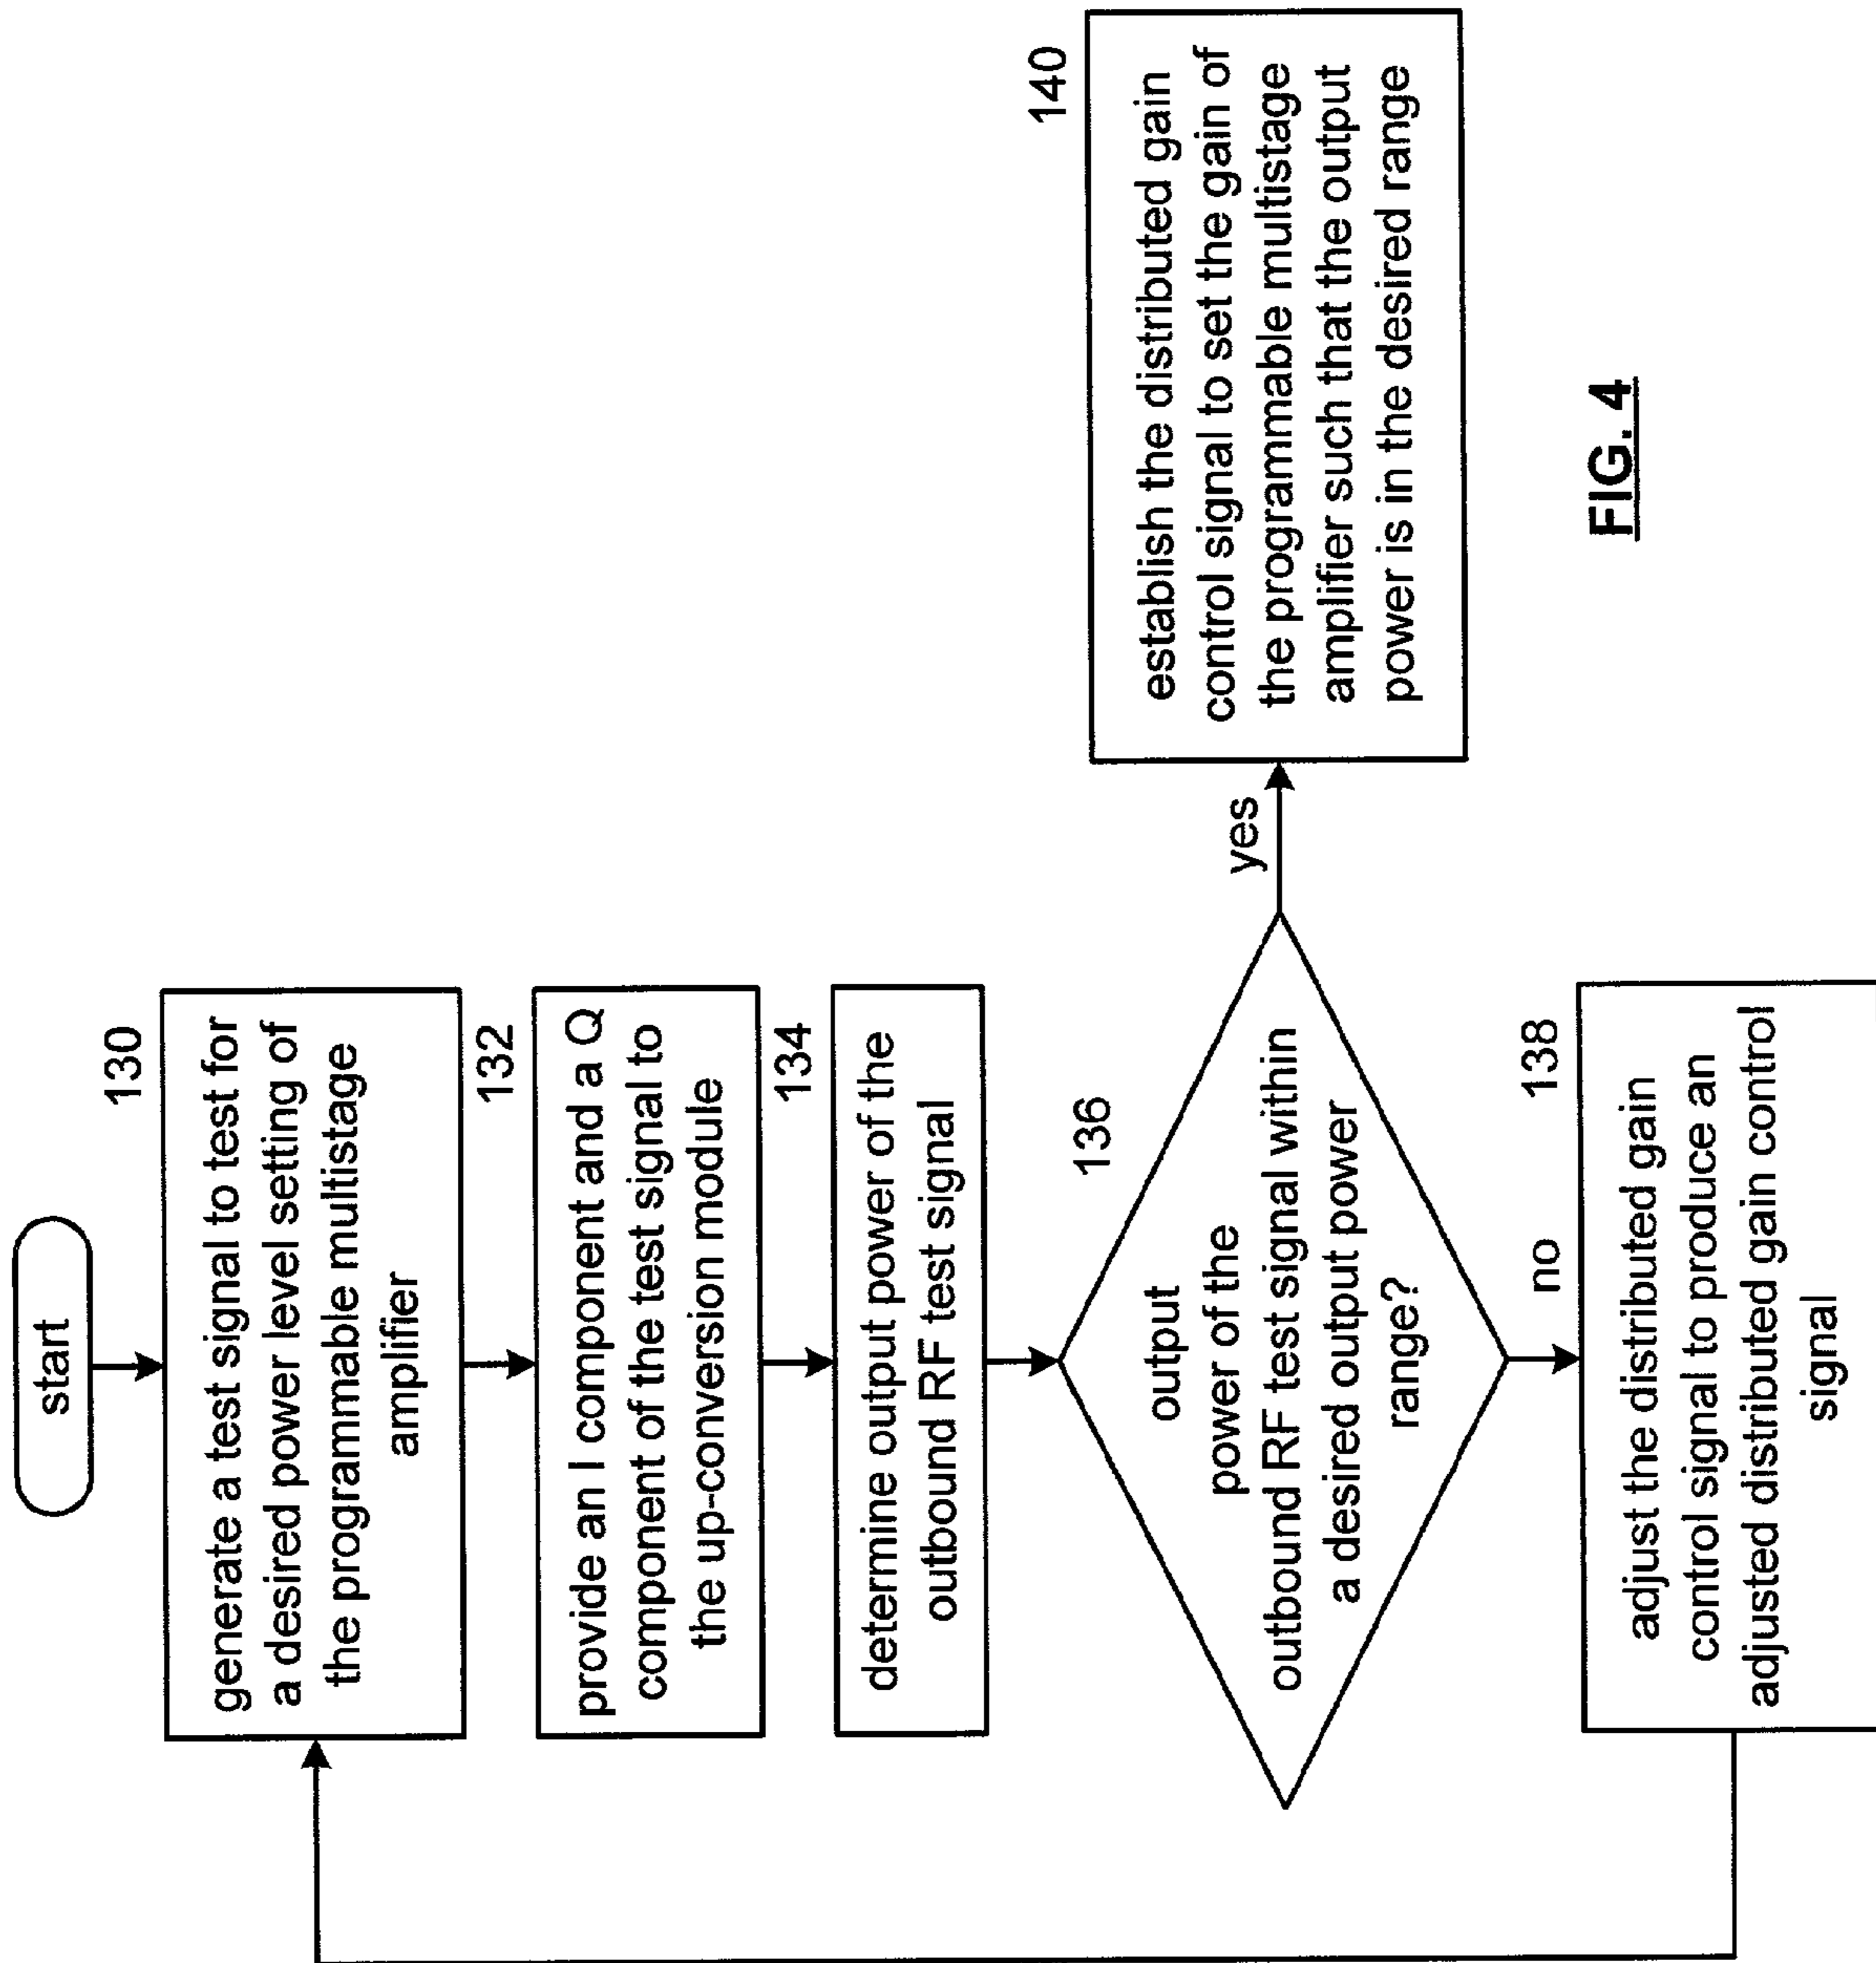 start
130
generate a test signal to test for
a desired power level setting of
the programmable multistage
amplifier
132
provide an I component and a Q
component of the test signal to
the up-conversion module
134
determine output power of the
outbound RF test signal
136
output
power of the
outbound RF test signal within
a desired output power
range?
yes
140
establish the distributed gain
control signal to set the gain of
the programmable multistage
amplifier such that the output
power is in the desired range
no
138
adjust the distributed gain
control signal to produce an
adjusted distributed gain control
signal
FIG. 4